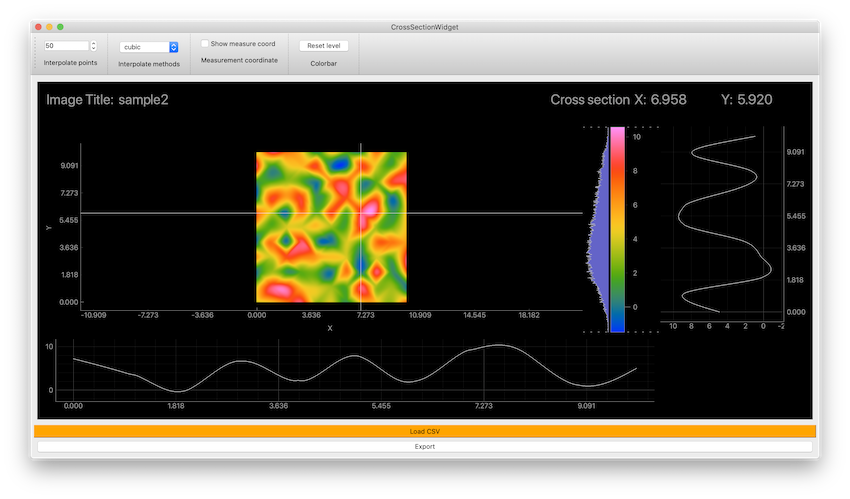 CrossSectionWidget
50
Interpolate points
cubic
Interpolate methods
Show measure coord
Measurement coordinate
Reset level
Colorbar
Image Title: sample2
Cross section X: 6.958 Y: 5.920
9.091
7.273
6.455
3.636
1.818
0.000
Y
-10.909 -7.273 -3.636 0.000 3.636 7.273 10.909 14.545 18.182
X
10
8
6
4
2
0
9.091
7.273
5.455
3.636
1.818
0.000
10 8 6 4 2 0 -2
10
0
0.000 1.818 3.636 5.455 7.273 9.091
Load CSV
Export